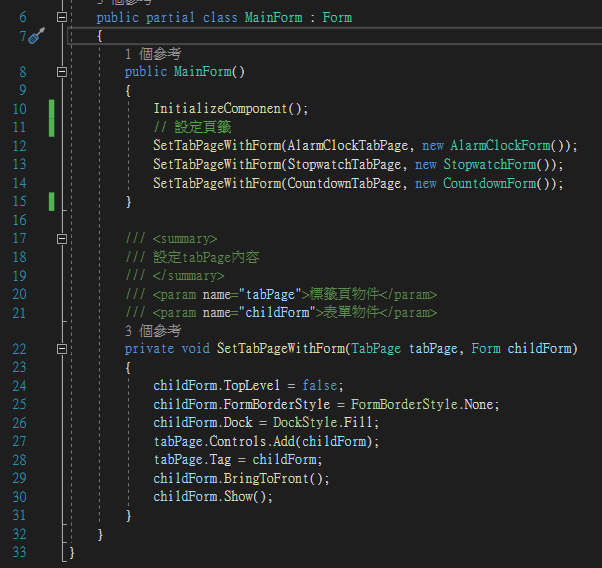 6 public partial class MainForm : Form
7 {
1 個參考
8 public MainForm()
9 {
10 InitializeComponent();
11 // 設定頁籤
12 SetTabPageWithForm(AlarmClockTabPage, new AlarmClockForm());
13 SetTabPageWithForm(StopwatchTabPage, new StopwatchForm());
14 SetTabPageWithForm(CountdownTabPage, new CountdownForm());
15 }
16
17 /// <summary>
18 /// 設定tabPage內容
19 /// </summary>
20 /// <param name="tabPage">標籤頁物件</param>
21 /// <param name="childForm">表單物件</param>
3 個參考
22 private void SetTabPageWithForm(TabPage tabPage, Form childForm)
23 {
24 childForm.TopLevel = false;
25 childForm.FormBorderStyle = FormBorderStyle.None;
26 childForm.Dock = DockStyle.Fill;
27 tabPage.Controls.Add(childForm);
28 tabPage.Tag = childForm;
29 childForm.BringToFront();
30 childForm.Show();
31 }
32 }
33 }